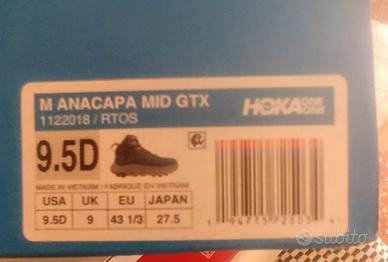 M ANACAPA MID GTX
HOKA ONE ONE
1122018 / RTOS
9.5D
MADE IN VIETNAM / FABRIQUÉ EN VIETNAM
USA UK EU JAPAN
9.5D 9 43 1/3 27.5
subito